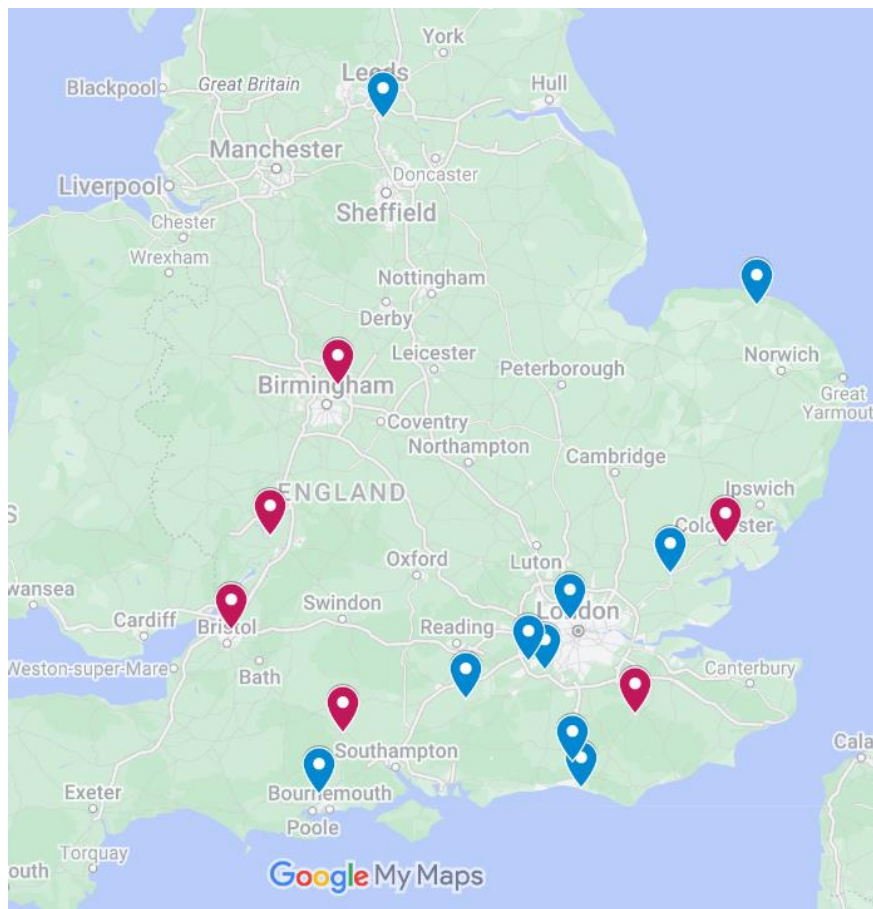 York
Leeds
Blackpool
Great Britain
Hull
Manchester
Doncaster
Liverpool
Sheffield
Chester
Wrexham
Nottingham
Derby
Norwich
Leicester
Peterborough
Great
Yarmout
Birmingham
Coventry
Northampton
Cambridge
ENGLAND
Ipswich
S
Colchester
Oxford
Luton
wansea
Swindon
London
Cardiff
Bristol
Reading
Weston-super-Mare
Bath
Canterbury
Southampton
Cala
Exeter
Bournemouth
Poole
Torquay
outh
Google My Maps